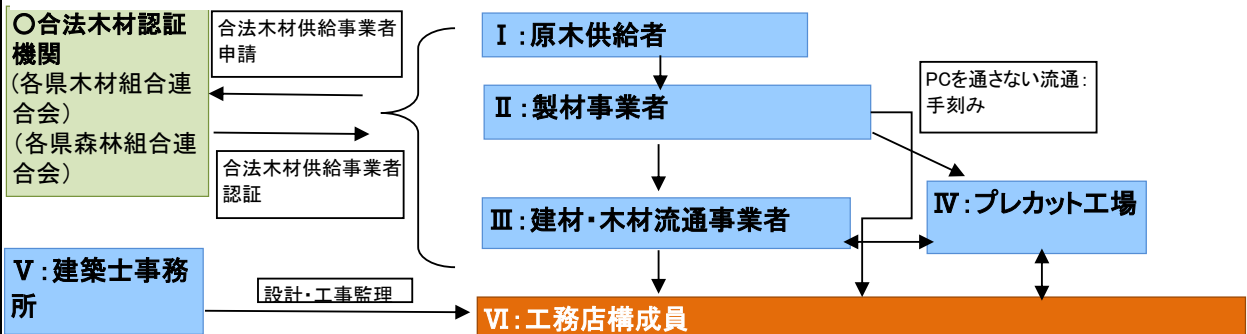 〇合法木材認証
機関
(各県木材組合連
合会)
(各県森林組合連
合会)
合法木材供給事業者
申請
合法木材供給事業者
認証
Ⅰ:原木供給者
Ⅱ:製材事業者
PCを通さない流通:
手刻み
Ⅲ:建材・木材流通事業者
Ⅳ:プレカット工場
Ⅴ:建築士事務
所
設計・工事監理
Ⅵ:工務店構成員